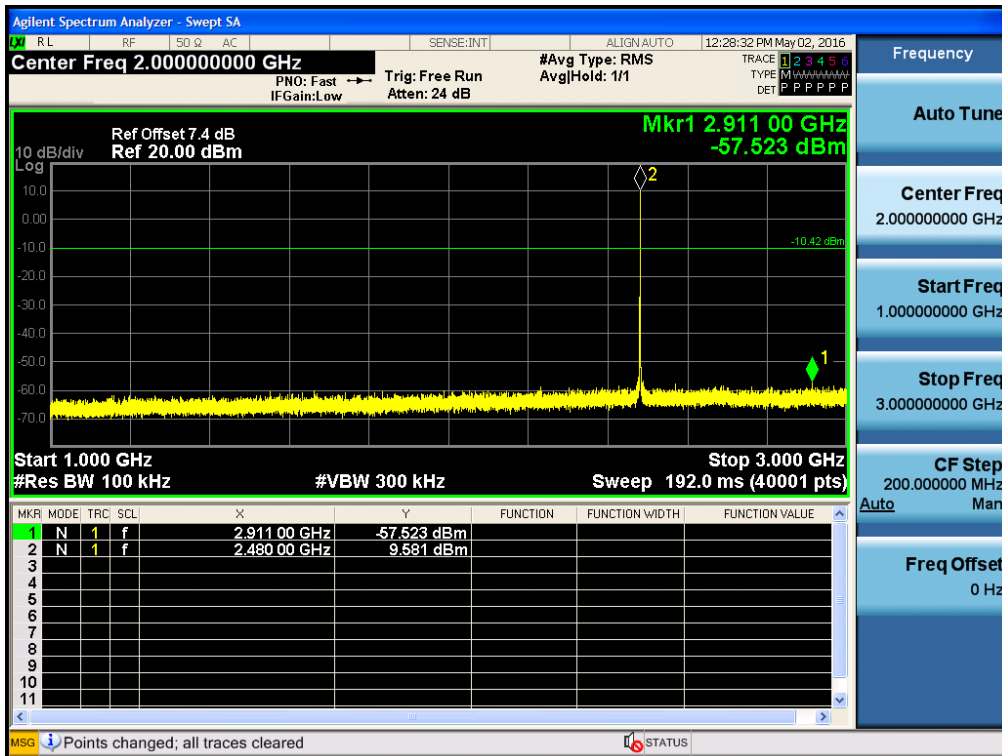 Agilent Spectrum Analyzer - Swept SA
LXI RL RF 50 Ω AC SENSE:INT ALIGN AUTO 12:28:32 PM May 02, 2016
Center Freq 2.000000000 GHz
#Avg Type: RMS
TRACE 1 2 3 4 5 6
PNO: Fast
Trig: Free Run
Avg|Hold: 1/1
TYPE M
IFGain:Low
Atten: 24 dB
DET P P P P P P
Mkr1 2.911 00 GHz
-57.523 dBm
Ref Offset 7.4 dB
10 dB/div Ref 20.00 dBm
Log
2
10.0
0.00
-10.0
-10.42 dBm
-20.0
-30.0
-40.0
-50.0
1
-60.0
-70.0
Start 1.000 GHz
Stop 3.000 GHz
#Res BW 100 kHz
#VBW 300 kHz
Sweep 192.0 ms (40001 pts)
MKR MODE TRC SCL X Y FUNCTION FUNCTION WIDTH FUNCTION VALUE
1 N 1 f 2.911 00 GHz -57.523 dBm
2 N 1 f 2.480 00 GHz 9.581 dBm
3
4
5
6
7
8
9
10
11
MSG Points changed; all traces cleared STATUS
Frequency
Auto Tune
Center Freq
2.000000000 GHz
Start Freq
1.000000000 GHz
Stop Freq
3.000000000 GHz
CF Step
200.000000 MHz
Auto Man
Freq Offset
0 Hz